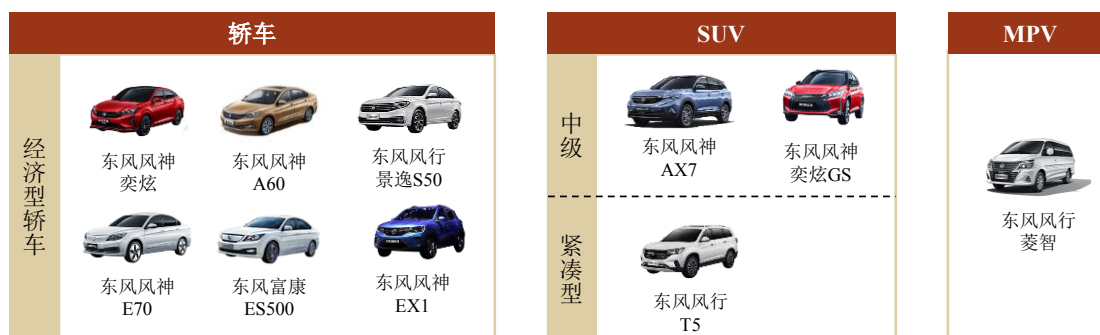 轿车
经济型轿车
东风风神
奕炫
东风风神
A60
东风风行
景逸S50
东风风神
E70
东风富康
ES500
东风风神
EX1
SUV
中级
东风风神
AX7
东风风神
奕炫GS
紧凑型
东风风行
T5
MPV
东风风行
菱智